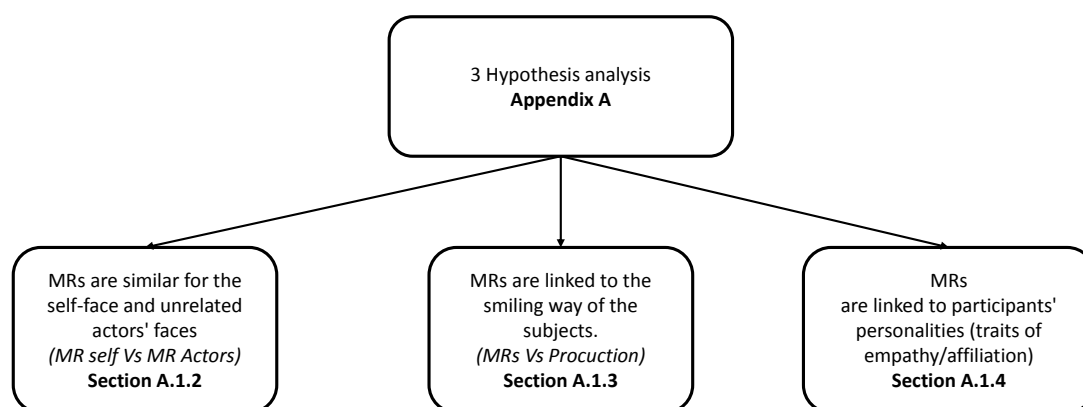 3 Hypothesis analysis
Appendix A
MRs are similar for the
self-face and unrelated
actors' faces
(MR self Vs MR Actors)
Section A.1.2
MRs are linked to the
smiling way of the
subjects.
(MRs Vs Procuction)
Section A.1.3
MRs
are linked to participants'
personalities (traits of
empathy/affiliation)
Section A.1.4